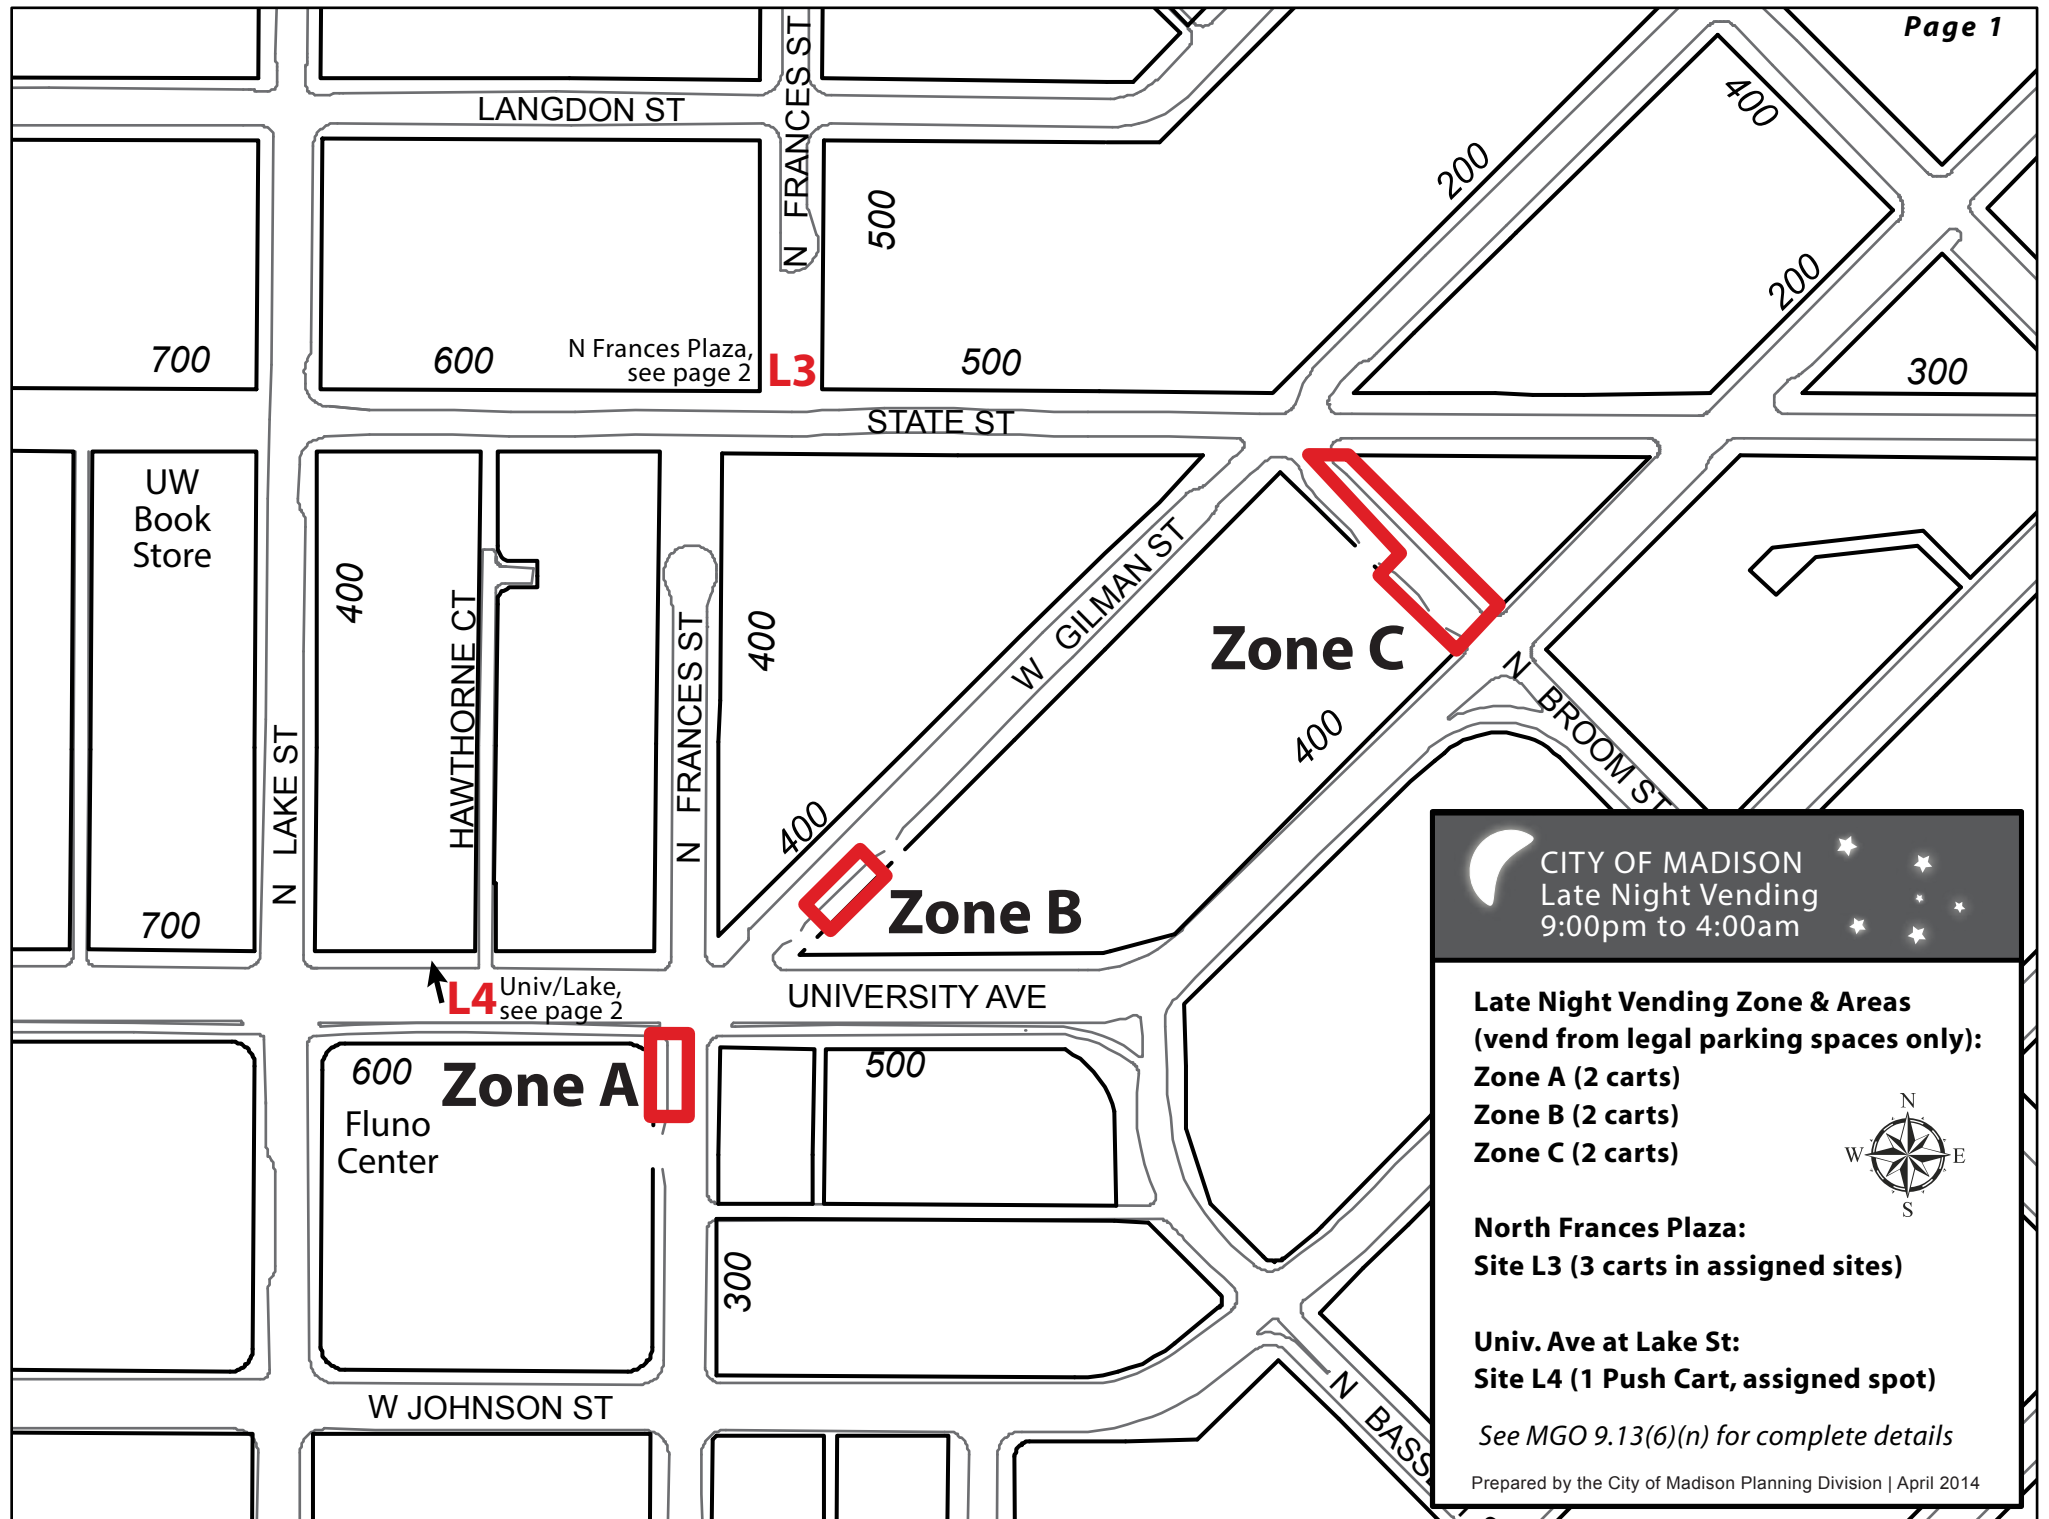 Page 1
LANGDON ST
N FRANCES ST
500
200
400
200
700
600
N Frances Plaza,
see page 2
L3
500
300
STATE ST
UW
Book
Store
400
HAWTHORNE CT
N LAKE ST
N FRANCES ST
400
W GILMAN ST
Zone C
400
N BROOM ST
400
Zone B
700
L4
Univ/Lake,
see page 2
UNIVERSITY AVE
600
Zone A
500
Fluno
Center
300
W JOHNSON ST
N BASS
CITY OF MADISON
Late Night Vending
9:00pm to 4:00am
Late Night Vending Zone & Areas
(vend from legal parking spaces only):
Zone A (2 carts)
Zone B (2 carts)
Zone C (2 carts)
N
W
E
S
North Frances Plaza:
Site L3 (3 carts in assigned sites)
Univ. Ave at Lake St:
Site L4 (1 Push Cart, assigned spot)
See MGO 9.13(6)(n) for complete details
Prepared by the City of Madison Planning Division | April 2014